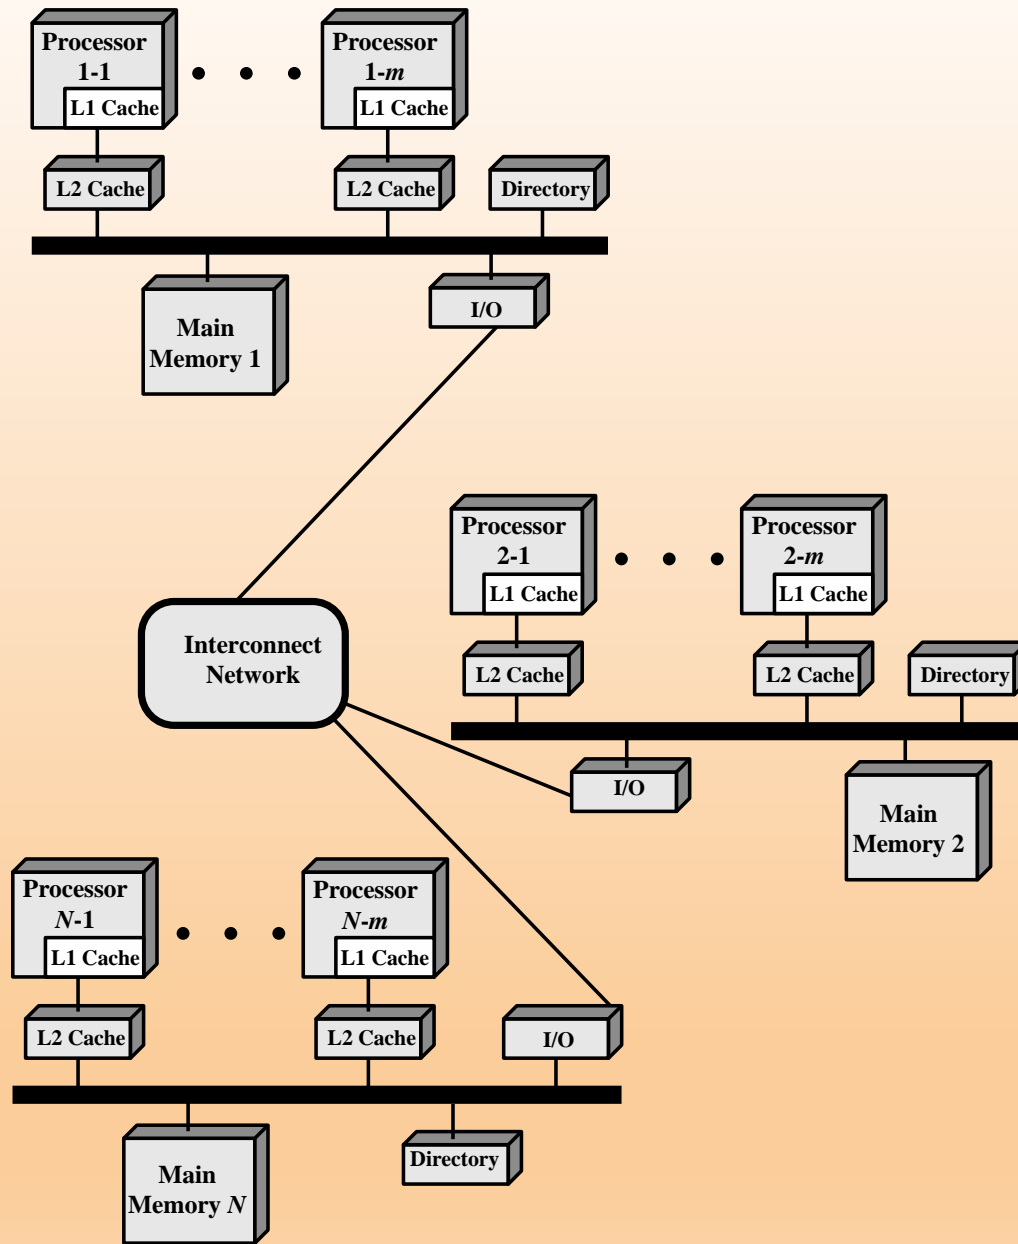 Processor
1-1
L1 Cache
Processor
1-m
L1 Cache
L2 Cache
L2 Cache
Directory
Main
Memory 1
I/O
Processor
2-1
L1 Cache
Processor
2-m
L1 Cache
L2 Cache
L2 Cache
Directory
Interconnect
Network
I/O
Main
Memory 2
Processor
N-1
L1 Cache
Processor
N-m
L1 Cache
L2 Cache
L2 Cache
I/O
Main
Memory N
Directory